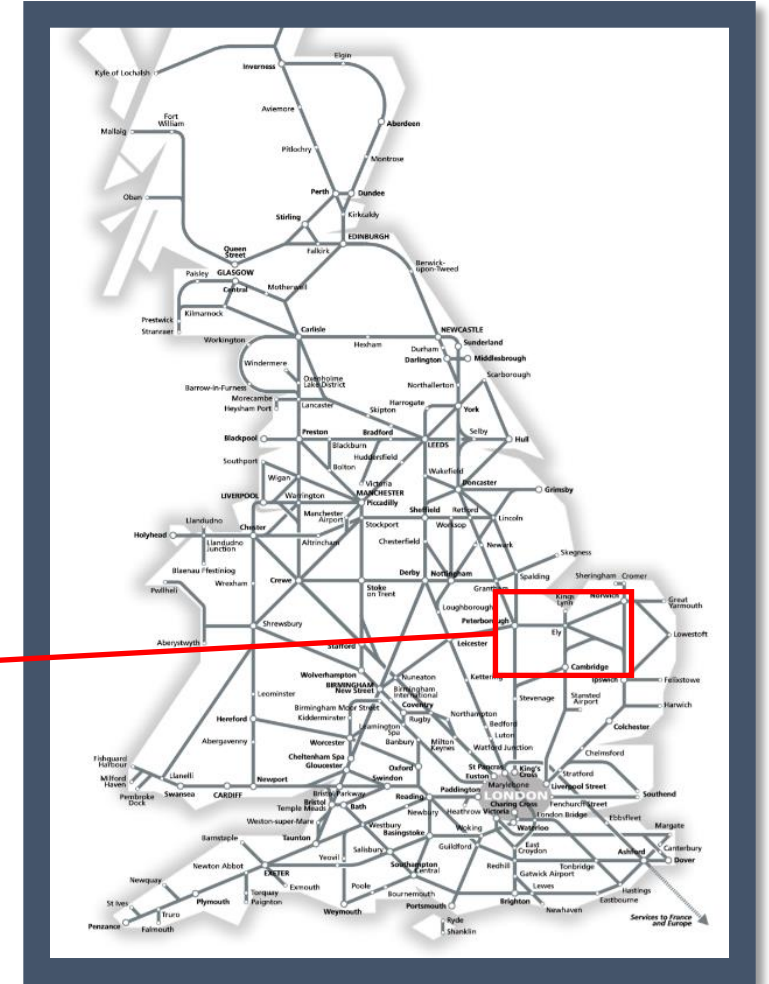 Elgin
Kyle of Lochalsh
Inverness
Aviemore
Fort
William
Aberdeen
Mallaig
Pitlochry
Montrose
Perth
Dundee
Oban
Stirling
Kirkcaldy
EDINBURGH
Queen
Street
Falkirk
Berwick-
upon-Tweed
Paisley
GLASGOW
Central
Motherwell
Kilmarnock
Prestwick
Stranraer
Carlisle
NEWCASTLE
Workington
Hexham
Sunderland
Durham
Darlington
Middlesbrough
Windermere
Scarborough
Oxenholme
Lake District
Northallerton
Barrow-in-Furness
Morecambe
Heysham Port
Lancaster
Harrogate
York
Skipton
Blackpool
Preston
Bradford
Selby
Hull
Blackburn
LEEDS
Huddersfield
Southport
Bolton
Wakefield
Wigan
Victoria
Doncaster
LIVERPOOL
Warrington
MANCHESTER
Piccadilly
Grimsby
Manchester
Airport
Sheffield
Retford
Llandudno
Chester
Stockport
Worksop
Lincoln
Holyhead
Llandudno
Junction
Altrincham
Chesterfield
Newark
Skegness
Blaenau Ffestiniog
Derby
Nottingham
Spalding
Sheringham
Cromer
Pwllheli
Wrexham
Crewe
Stoke
on Trent
Grantham
Kings
Lynn
Norwich
Great
Yarmouth
Loughborough
Peterborough
Shrewsbury
Ely
Lowestoft
Aberystwyth
Stafford
Leicester
Wolverhampton
Nuneaton
Kettering
Cambridge
BIRMINGHAM
New Street
Birmingham
International
Ipswich
Felixstowe
Leominster
Stevenage
Stansted
Airport
Birmingham Moor Street
Coventry
Harwich
Kidderminster
Rugby
Northampton
Hereford
Leamington
Spa
Bedford
Colchester
Worcester
Banbury
Milton
Keynes
Luton
Abergavenny
Watford Junction
Chelmsford
Cheltenham Spa
Gloucester
Fishguard
Harbour
Oxford
St Pancras
Euston
King's
Cross
Stratford
Llanelli
Swindon
Marylebone
Milford
Haven
Newport
Paddington
Liverpool Street
Pembroke
Dock
Swansea
CARDIFF
Bristol Parkway
Reading
LONDON
Southend
Bristol
Temple Meads
Bath
Charing Cross
Fenchurch Street
Newbury
Heathrow
Victoria
London Bridge
Ebbsfleet
Weston-super-Mare
Westbury
Woking
Waterloo
Margate
Barnstaple
Taunton
Basingstoke
East
Croydon
Canterbury
Yeovil
Salisbury
Guildford
Ashford
Dover
Newton Abbot
Southampton
Central
Redhill
Tonbridge
EXETER
Gatwick Airport
Newquay
Exmouth
Poole
Lewes
Hastings
Torquay
Paignton
Bournemouth
Eastbourne
St Ives
Plymouth
Weymouth
Portsmouth
Brighton
Newhaven
Truro
Ryde
Services to France
and Europe
Penzance
Falmouth
Shanklin